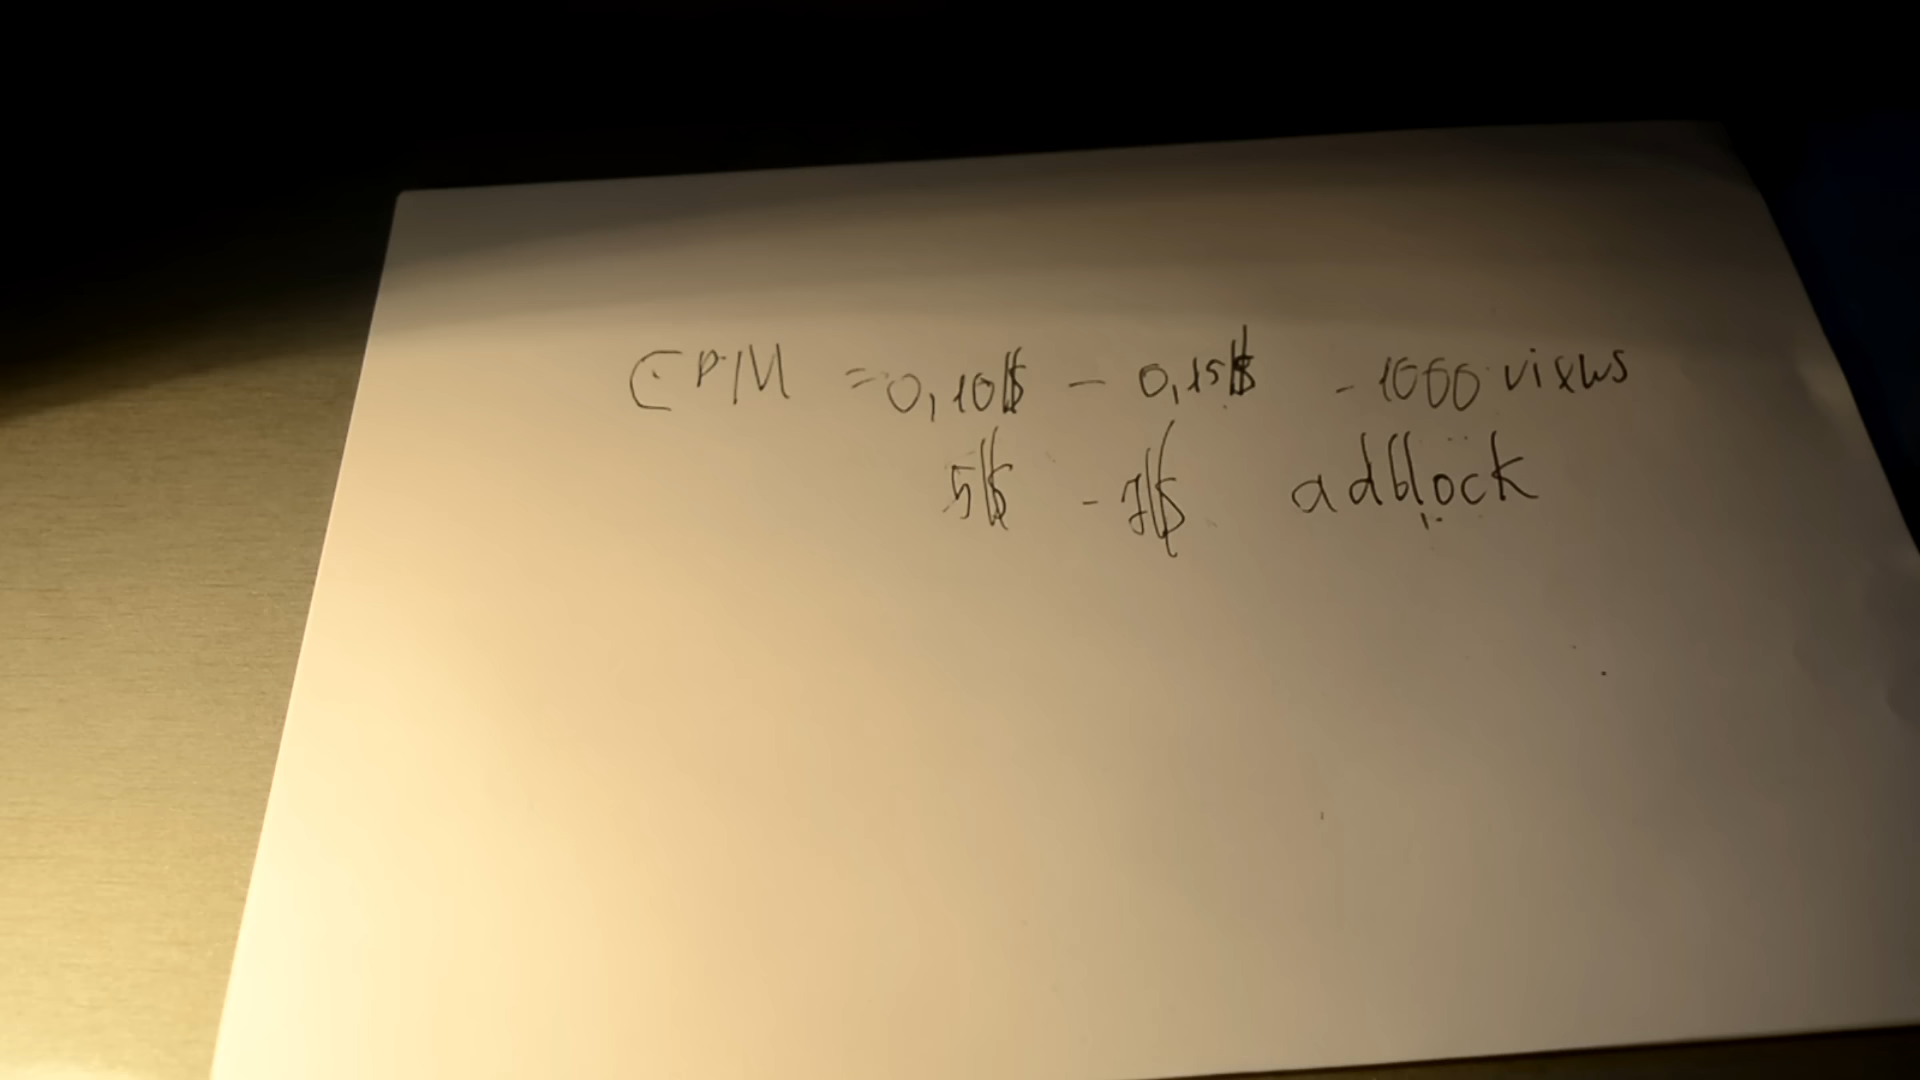 CPM = 0,10$ - 0,15$ - 1000 views
5$ - 7$ adblock